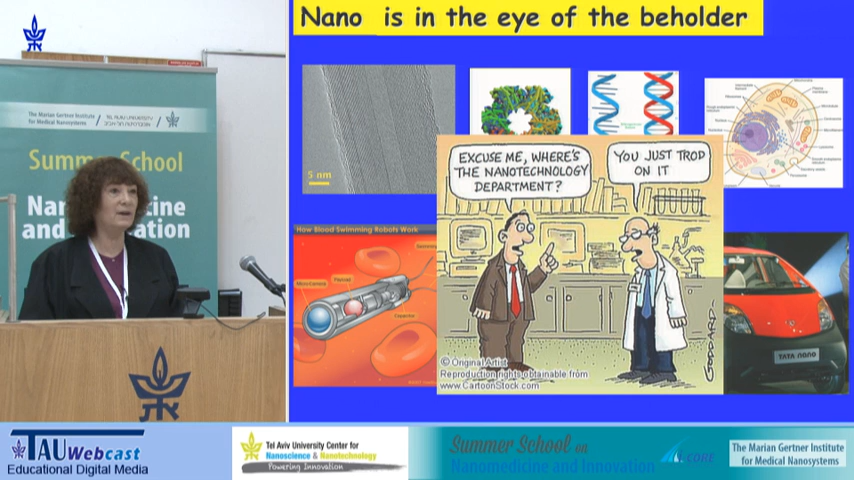 Nano is in the eye of the beholder
The Marian Gertner Institute
for Medical Nanosystems
Summer School
and
5 nm
EXCUSE ME, WHERE'S
THE NANOTECHNOLOGY
DEPARTMENT?
YOU JUST TROD
ON IT
How Blood Swimming Robots Work
© Original Artist
Reproduction rights obtainable from
www.CartoonStock.com
GODDARD
TATA nano
TAU Webcast
Educational Digital Media
Tel Aviv University Center for
Nanoscience & Nanotechnology
Powering Innovation
Summer School on
Nanomedicine and Innovation
I-CORE
The Marian Gertner Institute
for Medical Nanosystems